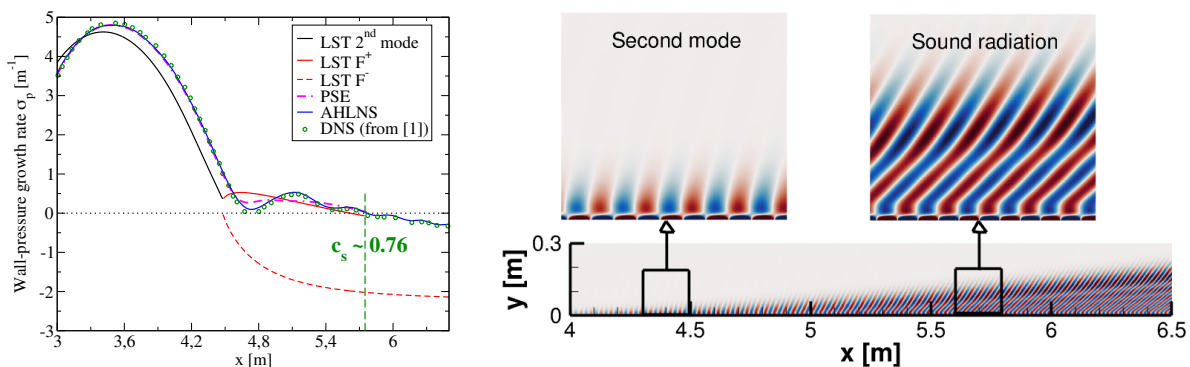 5
4
3
2
1
0
-1
-2
-3
Wall-pressure growth rate σp [m-1]
LST 2nd mode
LST F+
LST F-
PSE
AHLNS
DNS (from [1])
cs ~ 0.76
3
3,6
4,2
4,8
5,4
6
x [m]
Second mode
Sound radiation
0.3
0
y [m]
4
4.5
5
5.5
6
6.5
x [m]